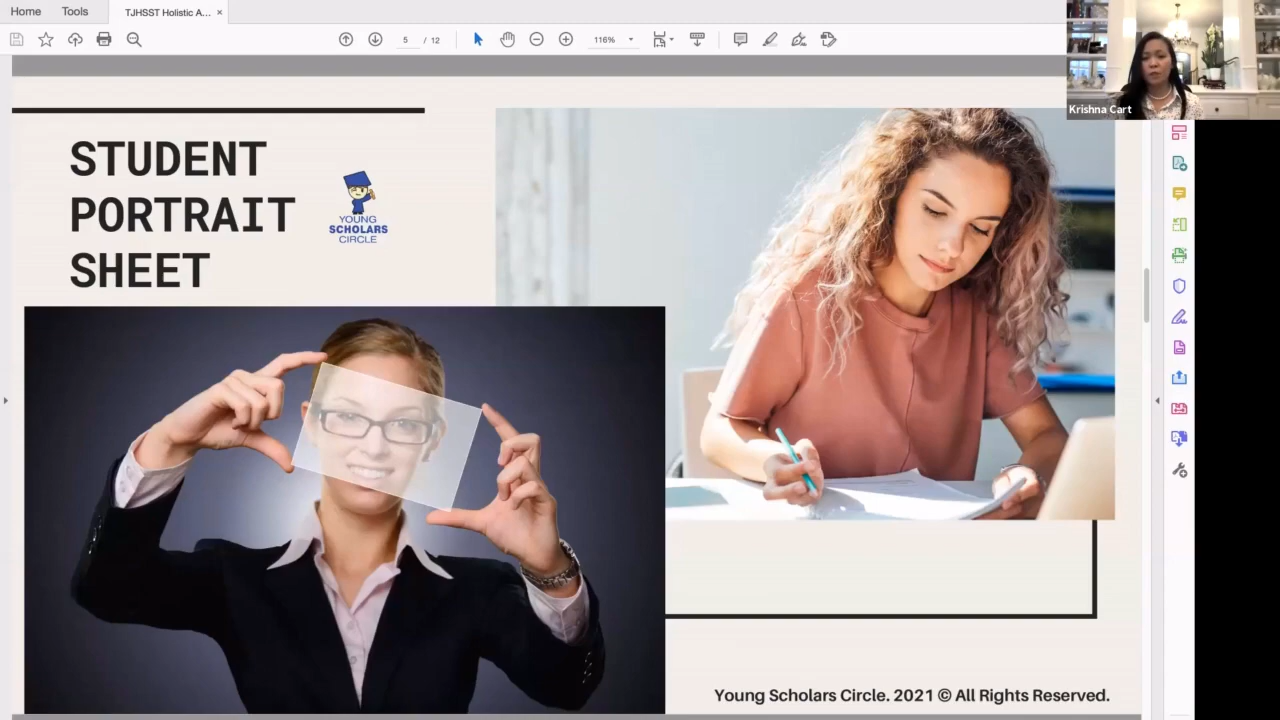 Home Tools TJHSST Holistic A... ×
5 / 12 116%
Krishna Cart
STUDENT
PORTRAIT
SHEET
YOUNG
SCHOLARS
CIRCLE
Young Scholars Circle. 2021 © All Rights Reserved.